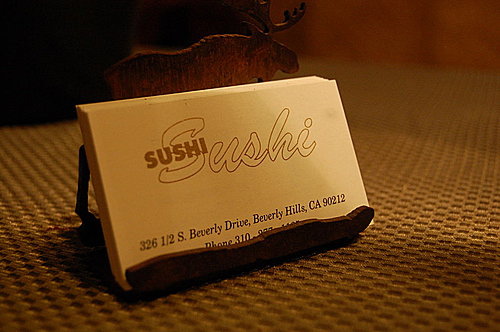 SUSHI Sushi
326 1/2 S. Beverly Drive, Beverly Hills, CA 90212
Phone 310